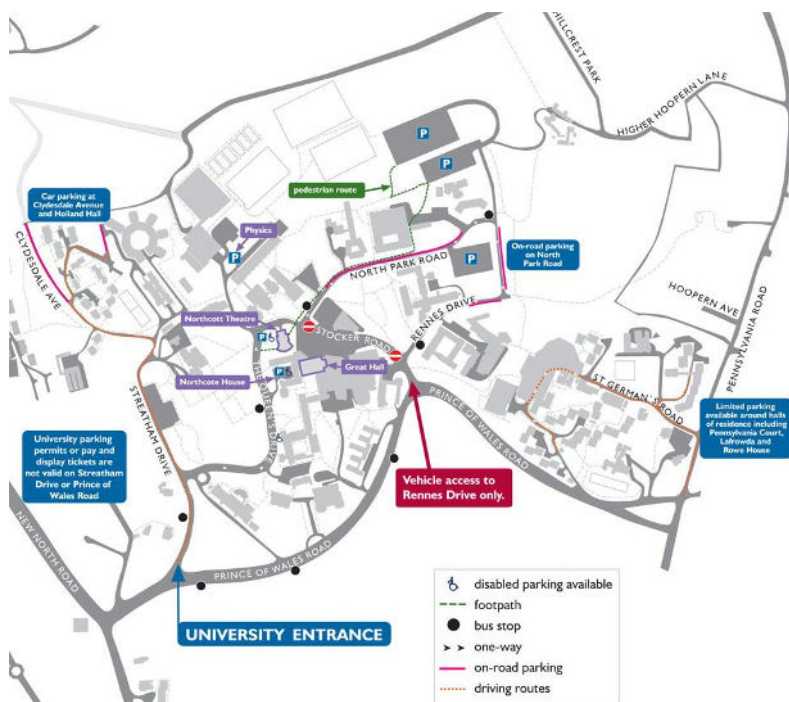 HILLCREST PARK
HIGHER HOOPERN LANE
P
P
pedestrian route
Car parking at
Clydesdale Avenue
and Holland Hall
Physics
P
CLYDESDALE AVE
NORTH PARK ROAD
P
On-road parking
on North
Park Road
HOOPERN AVE
PENNSYLVANIA ROAD
Northcott Theatre
P
STOCKER ROAD
RENNES DRIVE
Northcote House
P
Great Hall
THE QUEEN'S DRIVE
STREATHAM DRIVE
ST GERMAN'S ROAD
PRINCE OF WALES ROAD
Limited parking
available around halls
of residence including
Pennsylvania Court,
Lafrowda and
Rowe House
University parking
permits or pay and
display tickets are
not valid on Streatham
Drive or Prince of
Wales Road
Vehicle access to
Rennes Drive only.
NEW NORTH ROAD
PRINCE OF WALES ROAD
UNIVERSITY ENTRANCE
disabled parking available
footpath
bus stop
one-way
on-road parking
driving routes